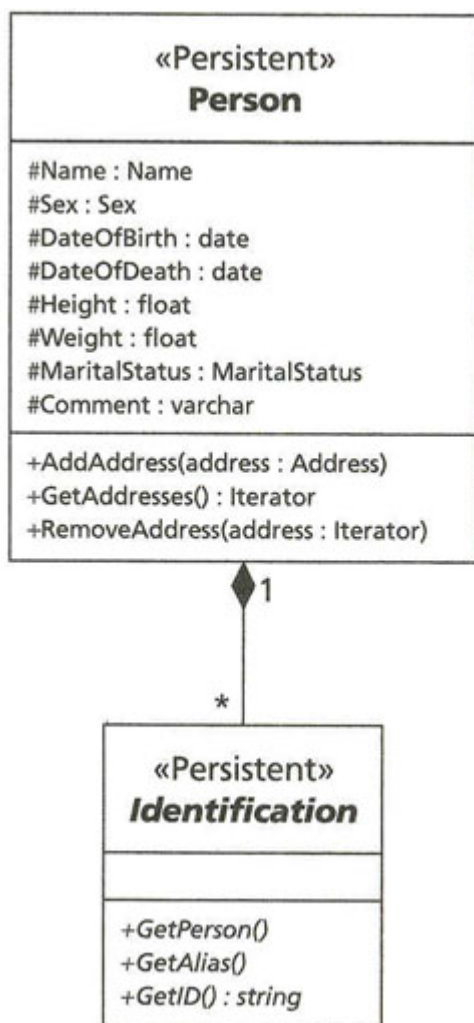 «Persistent»
Person
#Name : Name
#Sex : Sex
#DateOfBirth : date
#DateOfDeath : date
#Height : float
#Weight : float
#MaritalStatus : MaritalStatus
#Comment : varchar
+AddAddress(address : Address)
+GetAddresses() : Iterator
+RemoveAddress(address : Iterator)
1
*
«Persistent»
Identification
+GetPerson()
+GetAlias()
+GetID() : string